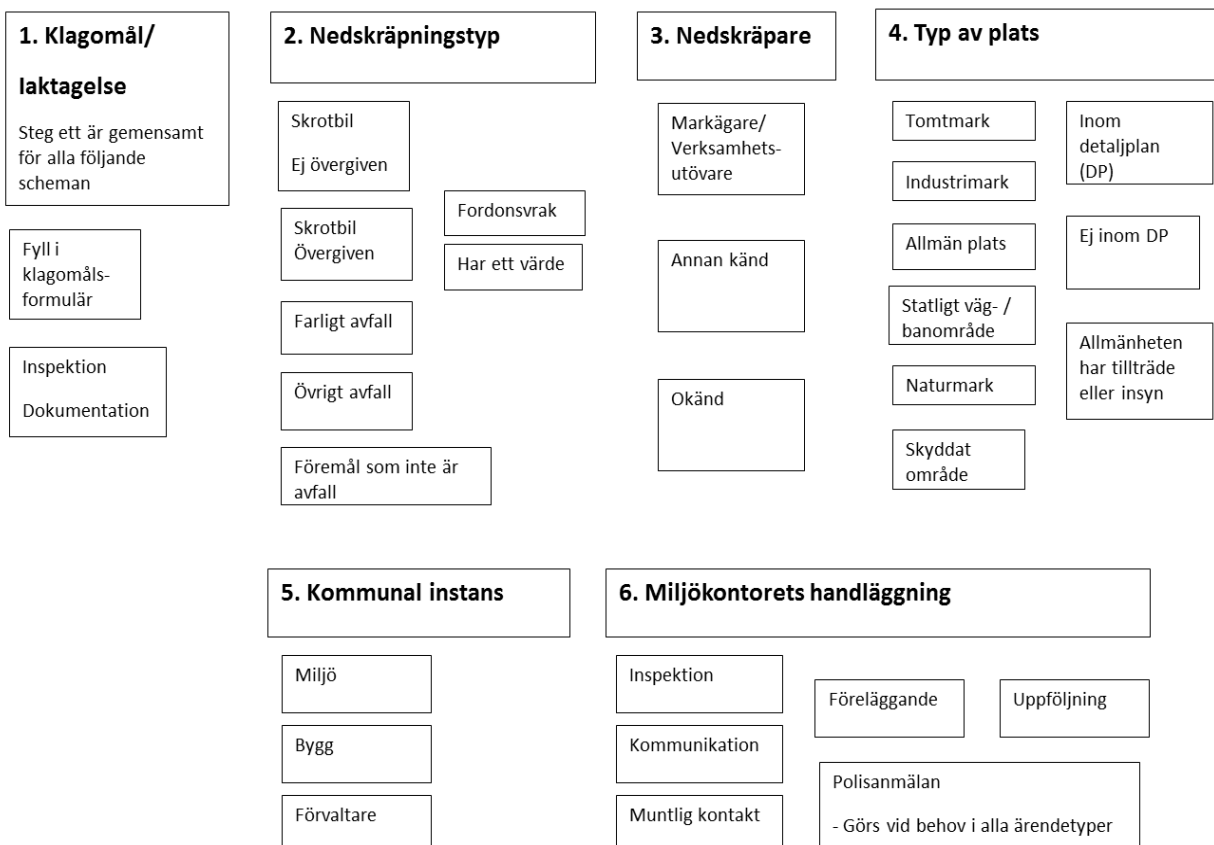 1. Klagomål/
Iaktagelse
Steg ett är gemensamt
för alla följande
scheman
Fyll i
klagomåls-
formulär
Inspektion
Dokumentation
2. Nedskräpningstyp
Skrotbil
Ej övergiven
Skrotbil
Övergiven
Fordonsvrak
Har ett värde
Farligt avfall
Övrigt avfall
Föremål som inte är
avfall
3. Nedskräpare
Markägare/
Verksamhets-
utövare
Annan känd
Okänd
4. Typ av plats
Tomtmark
Industrimark
Allmän plats
Statligt väg- /
banområde
Naturmark
Skyddat
område
Inom
detaljplan
(DP)
Ej inom DP
Allmänheten
har tillträde
eller insyn
5. Kommunal instans
Miljö
Bygg
Förvaltare
6. Miljökontorets handläggning
Inspektion
Kommunikation
Muntlig kontakt
Föreläggande
Uppföljning
Polisanmälan
- Görs vid behov i alla ärendetyper